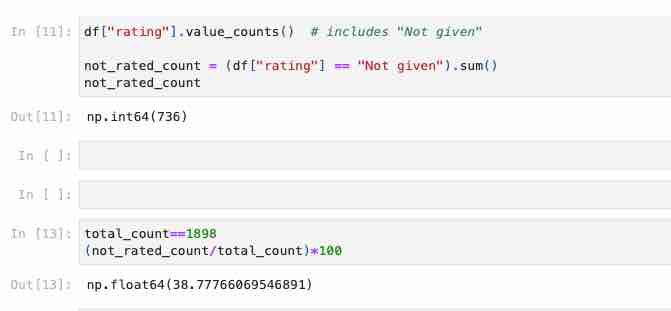 In [11]: df["rating"].value_counts()  # includes "Not given"
not_rated_count = (df["rating"] == "Not given").sum()
not_rated_count
Out[11]: np.int64(736)
In [ ]:
In [ ]:
In [13]: total_count==1898
(not_rated_count/total_count)*100
Out[13]: np.float64(38.77766069546891)